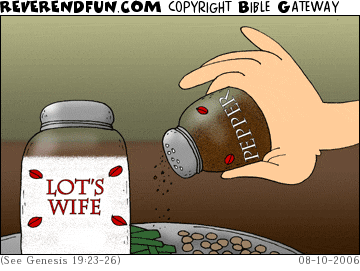 REVERENDFUN.COM COPYRIGHT BIBLE GATEWAY
PEPPER
LOT'S
WIFE
(See Genesis 19:23-26) 08-10-2006